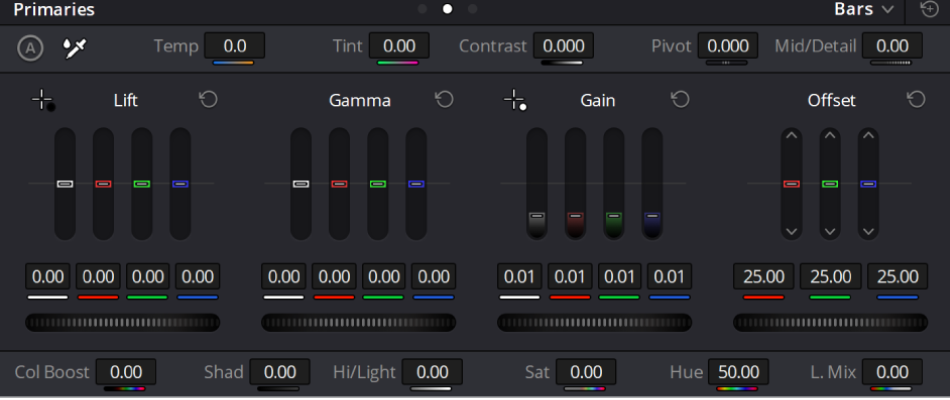 Primaries Bars
A Temp 0.0 Tint 0.00 Contrast 0.000 Pivot 0.000 Mid/Detail 0.00
Lift Gamma Gain Offset
0.00 0.00 0.00 0.00 0.00 0.00 0.00 0.00 0.01 0.01 0.01 0.01 25.00 25.00 25.00
Col Boost 0.00 Shad 0.00 Hi/Light 0.00 Sat 0.00 Hue 50.00 L. Mix 0.00